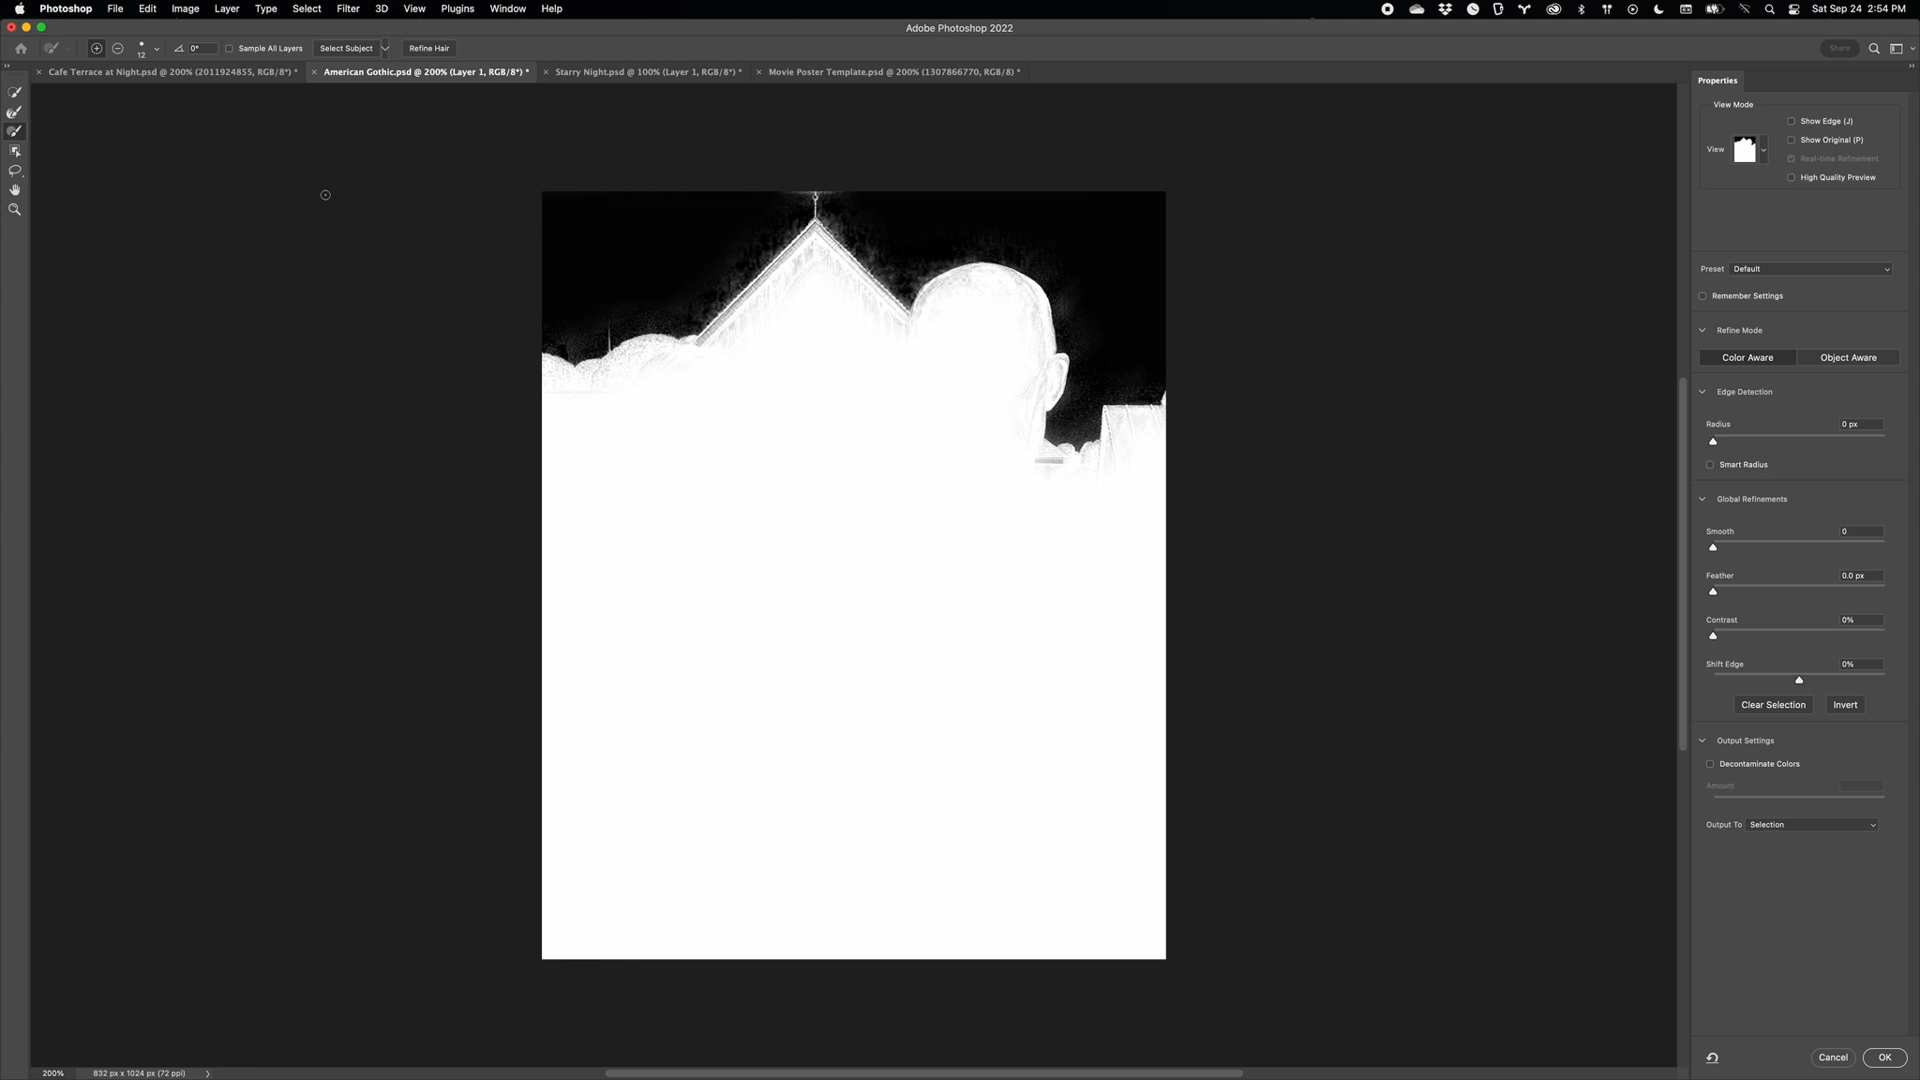 Photoshop File Edit Image Layer Type Select Filter 3D View Plugins Window Help Sat Sep 24 2:54 PM
Adobe Photoshop 2022
12 0° Sample All Layers Select Subject Refine Hair Share
Cafe Terrace at Night.psd @ 200% (2011924855, RGB/8*) * American Gothic.psd @ 200% (Layer 1, RGB/8*) * Starry Night.psd @ 100% (Layer 1, RGB/8*) * Movie Poster Template.psd @ 200% (1307866770, RGB/8) *
Properties
View Mode
Show Edge (J)
Show Original (P)
View
Real-time Refinement
High Quality Preview
Preset Default
Remember Settings
Refine Mode
Color Aware Object Aware
Edge Detection
Radius 0 px
Smart Radius
Global Refinements
Smooth 0
Feather 0.0 px
Contrast 0%
Shift Edge 0%
Clear Selection Invert
Output Settings
Decontaminate Colors
Amount
Output To Selection
Cancel OK
200% 832 px x 1024 px (72 ppi)